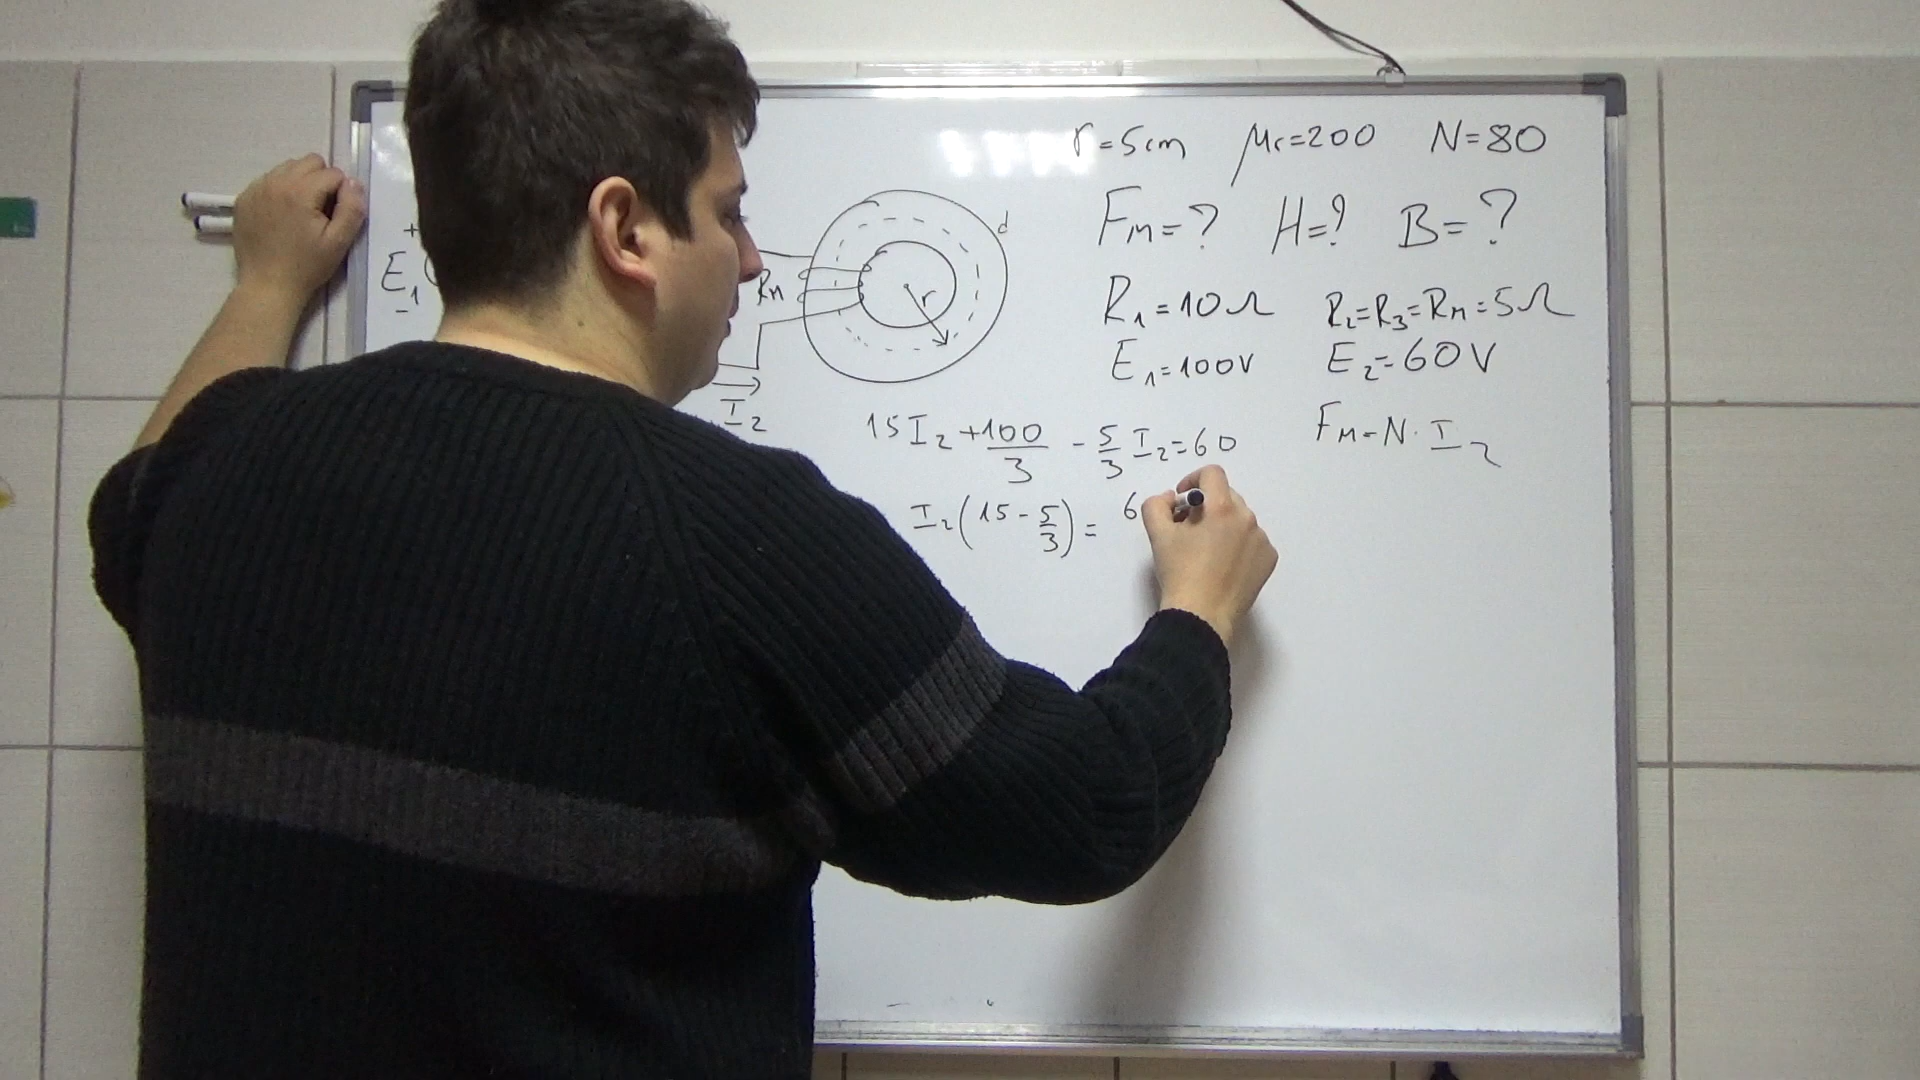 r=5cm μr=200 N=80
Fm=? H=? B=?
+
E1
-
RM
r
d
R1=10Ω R2=R3=RM=5Ω
E1=100V E2=60V
I2
15I2+100/3 - 5/3 I2=60
FM=N·I2
I2(15-5/3)= 6